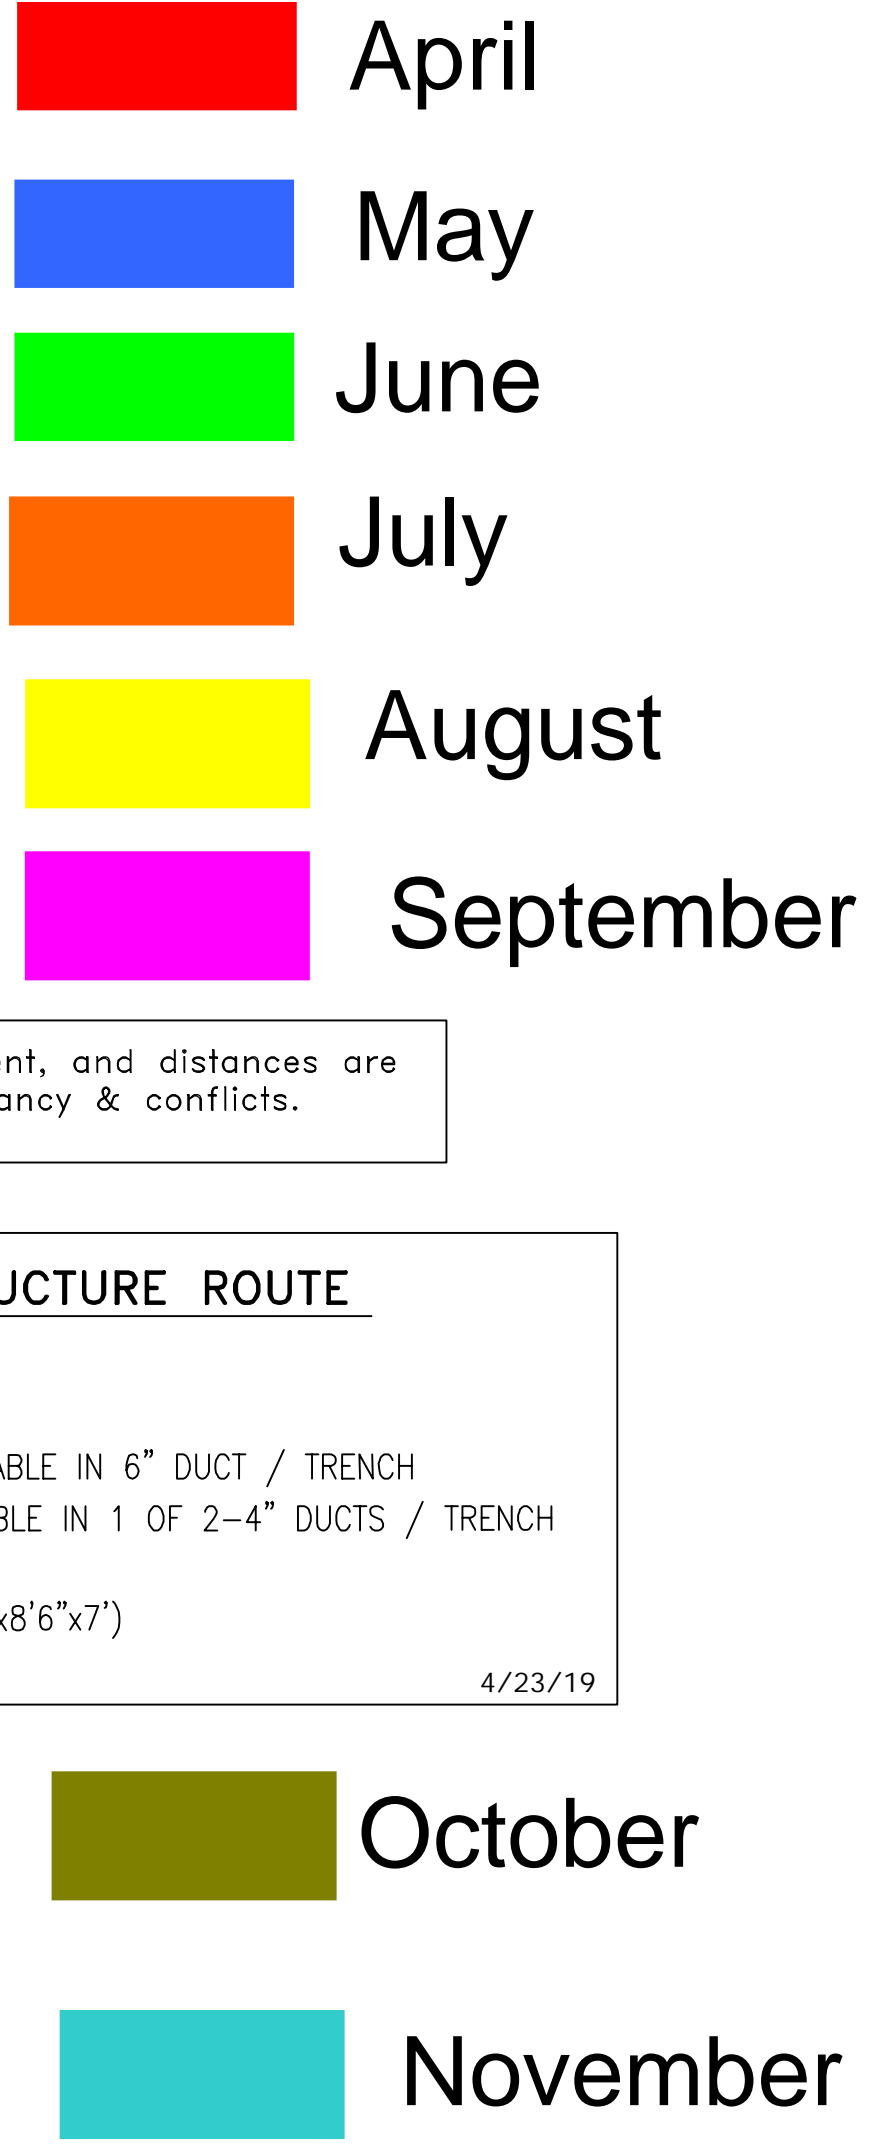 April
May
June
July
August
September
ent, and distances are
ancy & conflicts.
UCTURE ROUTE
ABLE IN 6” DUCT / TRENCH
BLE IN 1 OF 2-4” DUCTS / TRENCH
x8'6”x7')
4/23/19
October
November